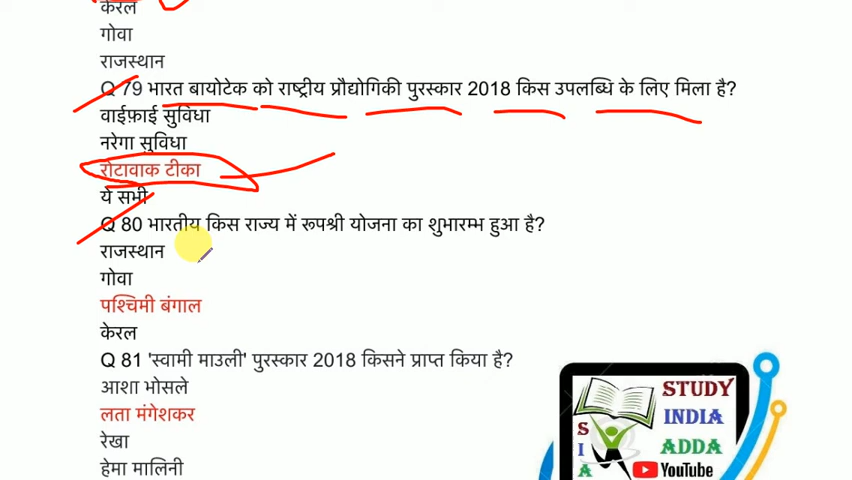 केरल
गोवा
राजस्थान
Q 79 भारत बायोटेक को राष्ट्रीय प्रौद्योगिकी पुरस्कार 2018 किस उपलब्धि के लिए मिला है?
वाईफ़ाई सुविधा
नरेगा सुविधा
रोटावाक टीका
ये सभी
Q 80 भारतीय किस राज्य में रूपश्री योजना का शुभारम्भ हुआ है?
राजस्थान
गोवा
पश्चिमी बंगाल
केरल
Q 81 'स्वामी माउली' पुरस्कार 2018 किसने प्राप्त किया है?
आशा भोसले
लता मंगेशकर
रेखा
हेमा मालिनी
STUDY
INDIA
ADDA
YouTube
S
I
A